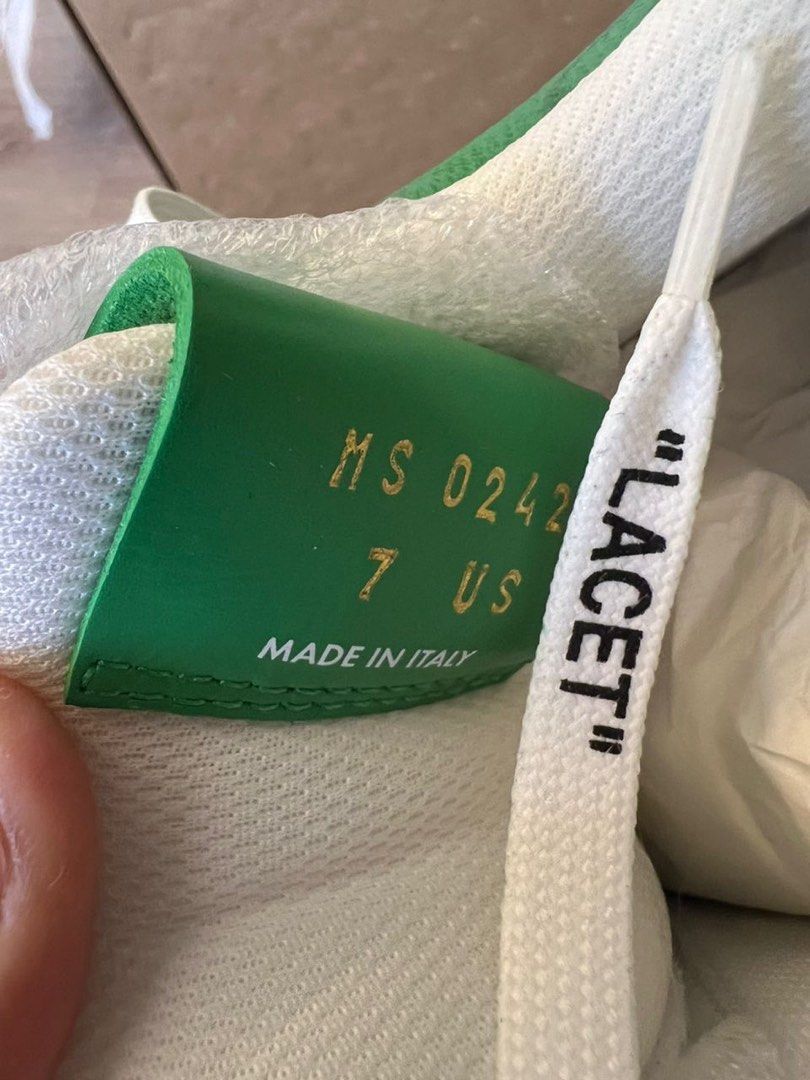 MS 0242
7 US
MADE IN ITALY
"LACET"